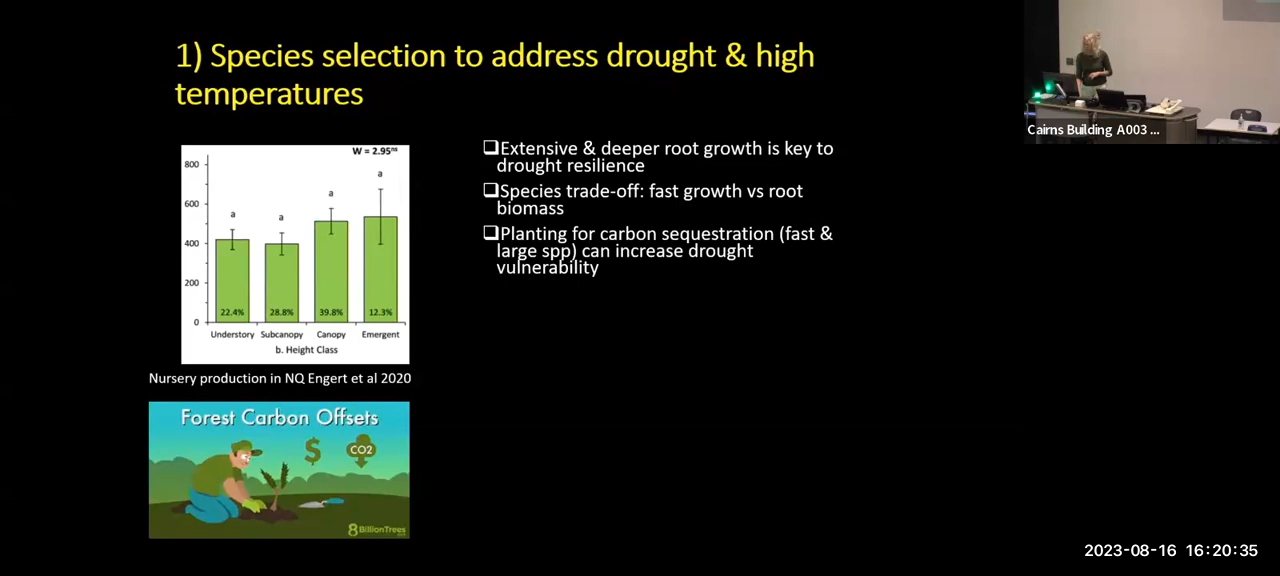 1) Species selection to address drought & high
temperatures
W = 2.95ⁿˢ
800
600
400
200
0
a
a
a
a
22.4%
28.8%
39.8%
12.3%
Understory
Subcanopy
Canopy
Emergent
b. Height Class
Nursery production in NQ Engert et al 2020
Forest Carbon Offsets
$
CO2
8BillionTrees
❑Extensive & deeper root growth is key to
drought resilience
❑Species trade-off: fast growth vs root
biomass
❑Planting for carbon sequestration (fast &
large spp) can increase drought
vulnerability
Cairns Building A003 ...
2023-08-16 16:20:35